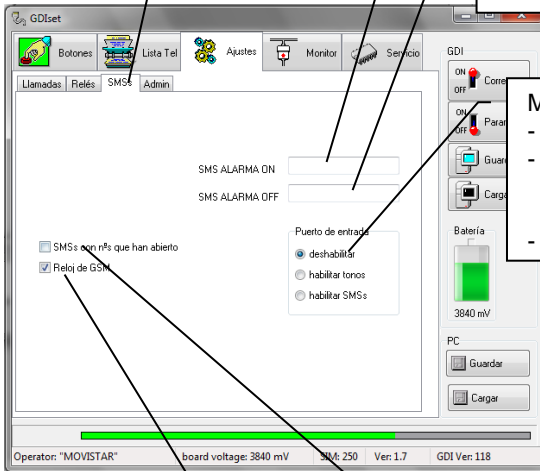 GDIset
Botones Lista Tel Ajustes Monitor Servicio
Llamadas Relés SMSs Admin
SMS ALARMA ON
SMS ALARMA OFF
SMSs con nºs que han abierto
Reloj de GSM
Puerto de entrada
deshabilitar
habilitar tonos
habilitar SMSs
GDI
ON
OFF
Corre
ON
OFF
Parar
Guar
Carga
Batería
3840 mV
PC
Guardar
Cargar
M
-
-
-
Operator: "MOVISTAR" board voltage: 3840 mV SIM: 250 Ver: 1.7 GDI Ver: 118